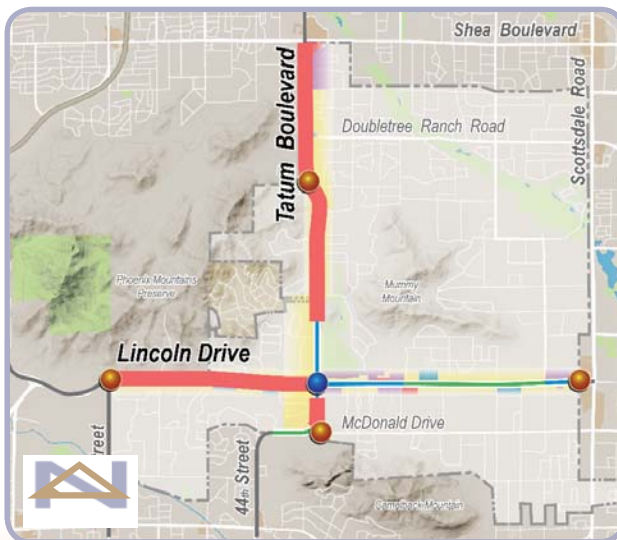 Shea Boulevard
Tatum Boulevard
Scottsdale Road
Doubletree Ranch Road
Phoenix Mountains
Preserve
Mummy
Mountain
Lincoln Drive
McDonald Drive
Street
44th Street
Camelback Mountain
N